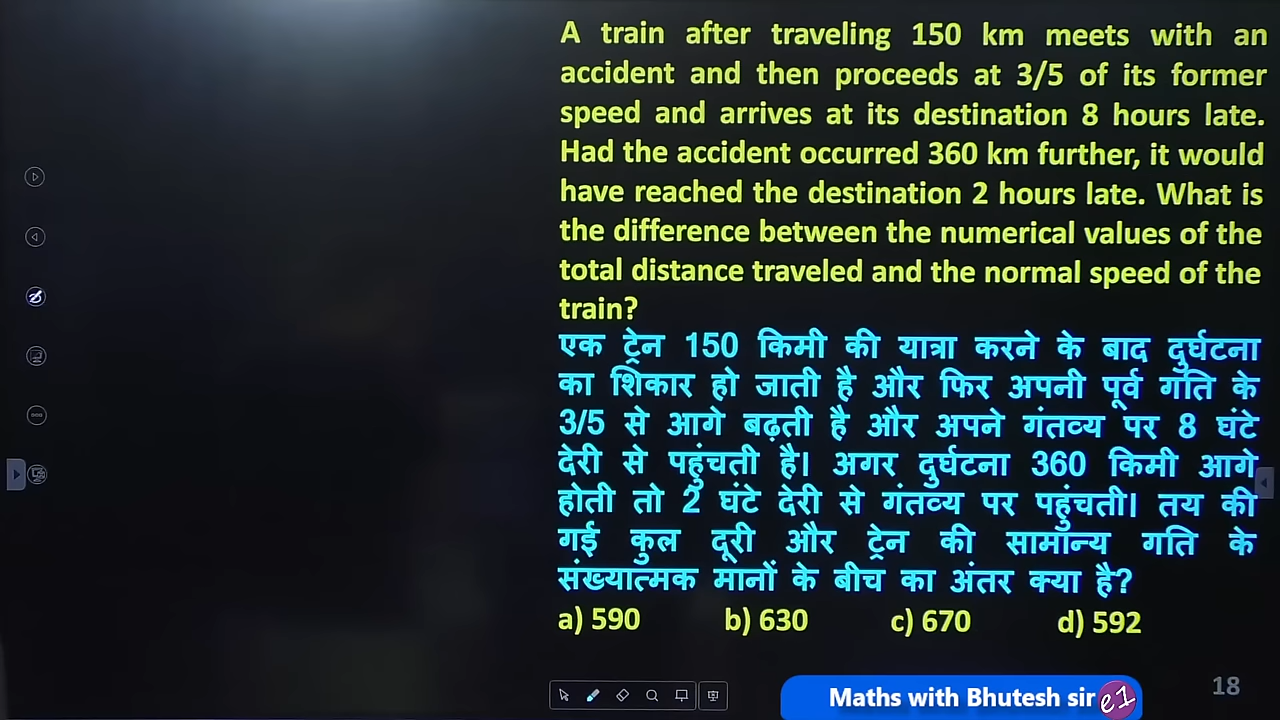 A train after traveling 150 km meets with an
accident and then proceeds at 3/5 of its former
speed and arrives at its destination 8 hours late.
Had the accident occurred 360 km further, it would
have reached the destination 2 hours late. What is
the difference between the numerical values of the
total distance traveled and the normal speed of the
train?
एक ट्रेन 150 किमी की यात्रा करने के बाद दुर्घटना
का शिकार हो जाती है और फिर अपनी पूर्व गति के
3/5 से आगे बढ़ती है और अपने गंतव्य पर 8 घंटे
देरी से पहुंचती है। अगर दुर्घटना 360 किमी आगे
होती तो 2 घंटे देरी से गंतव्य पर पहुंचती। तय की
गई कुल दूरी और ट्रेन की सामान्य गति के
संख्यात्मक मानों के बीच का अंतर क्या है?
a) 590 b) 630 c) 670 d) 592
Maths with Bhutesh sir e1
18